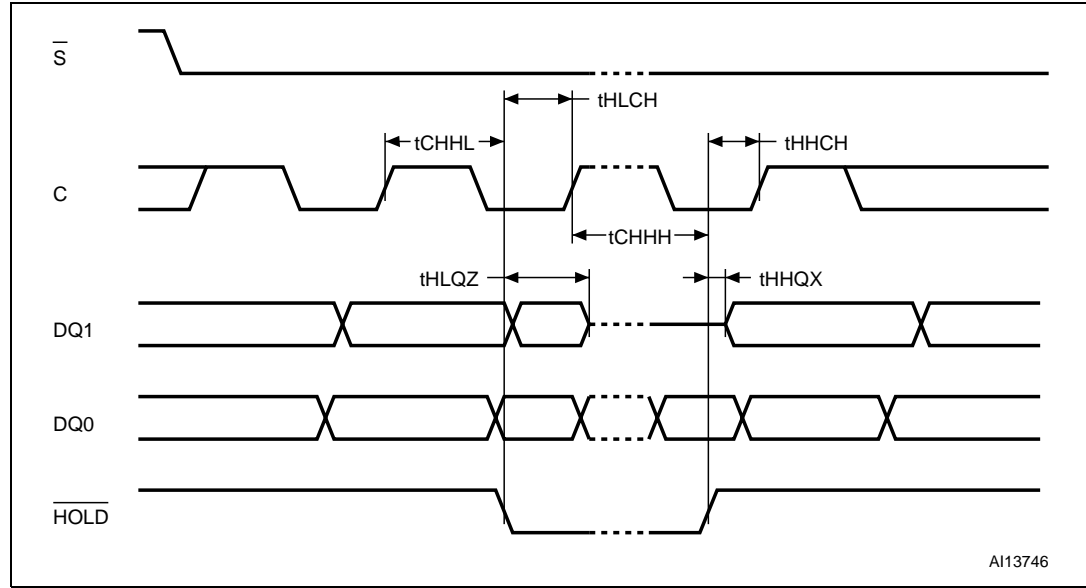 S
tHLCH
tCHHL
tHHCH
C
tCHHH
tHLQZ
tHHQX
DQ1
DQ0
HOLD
AI13746